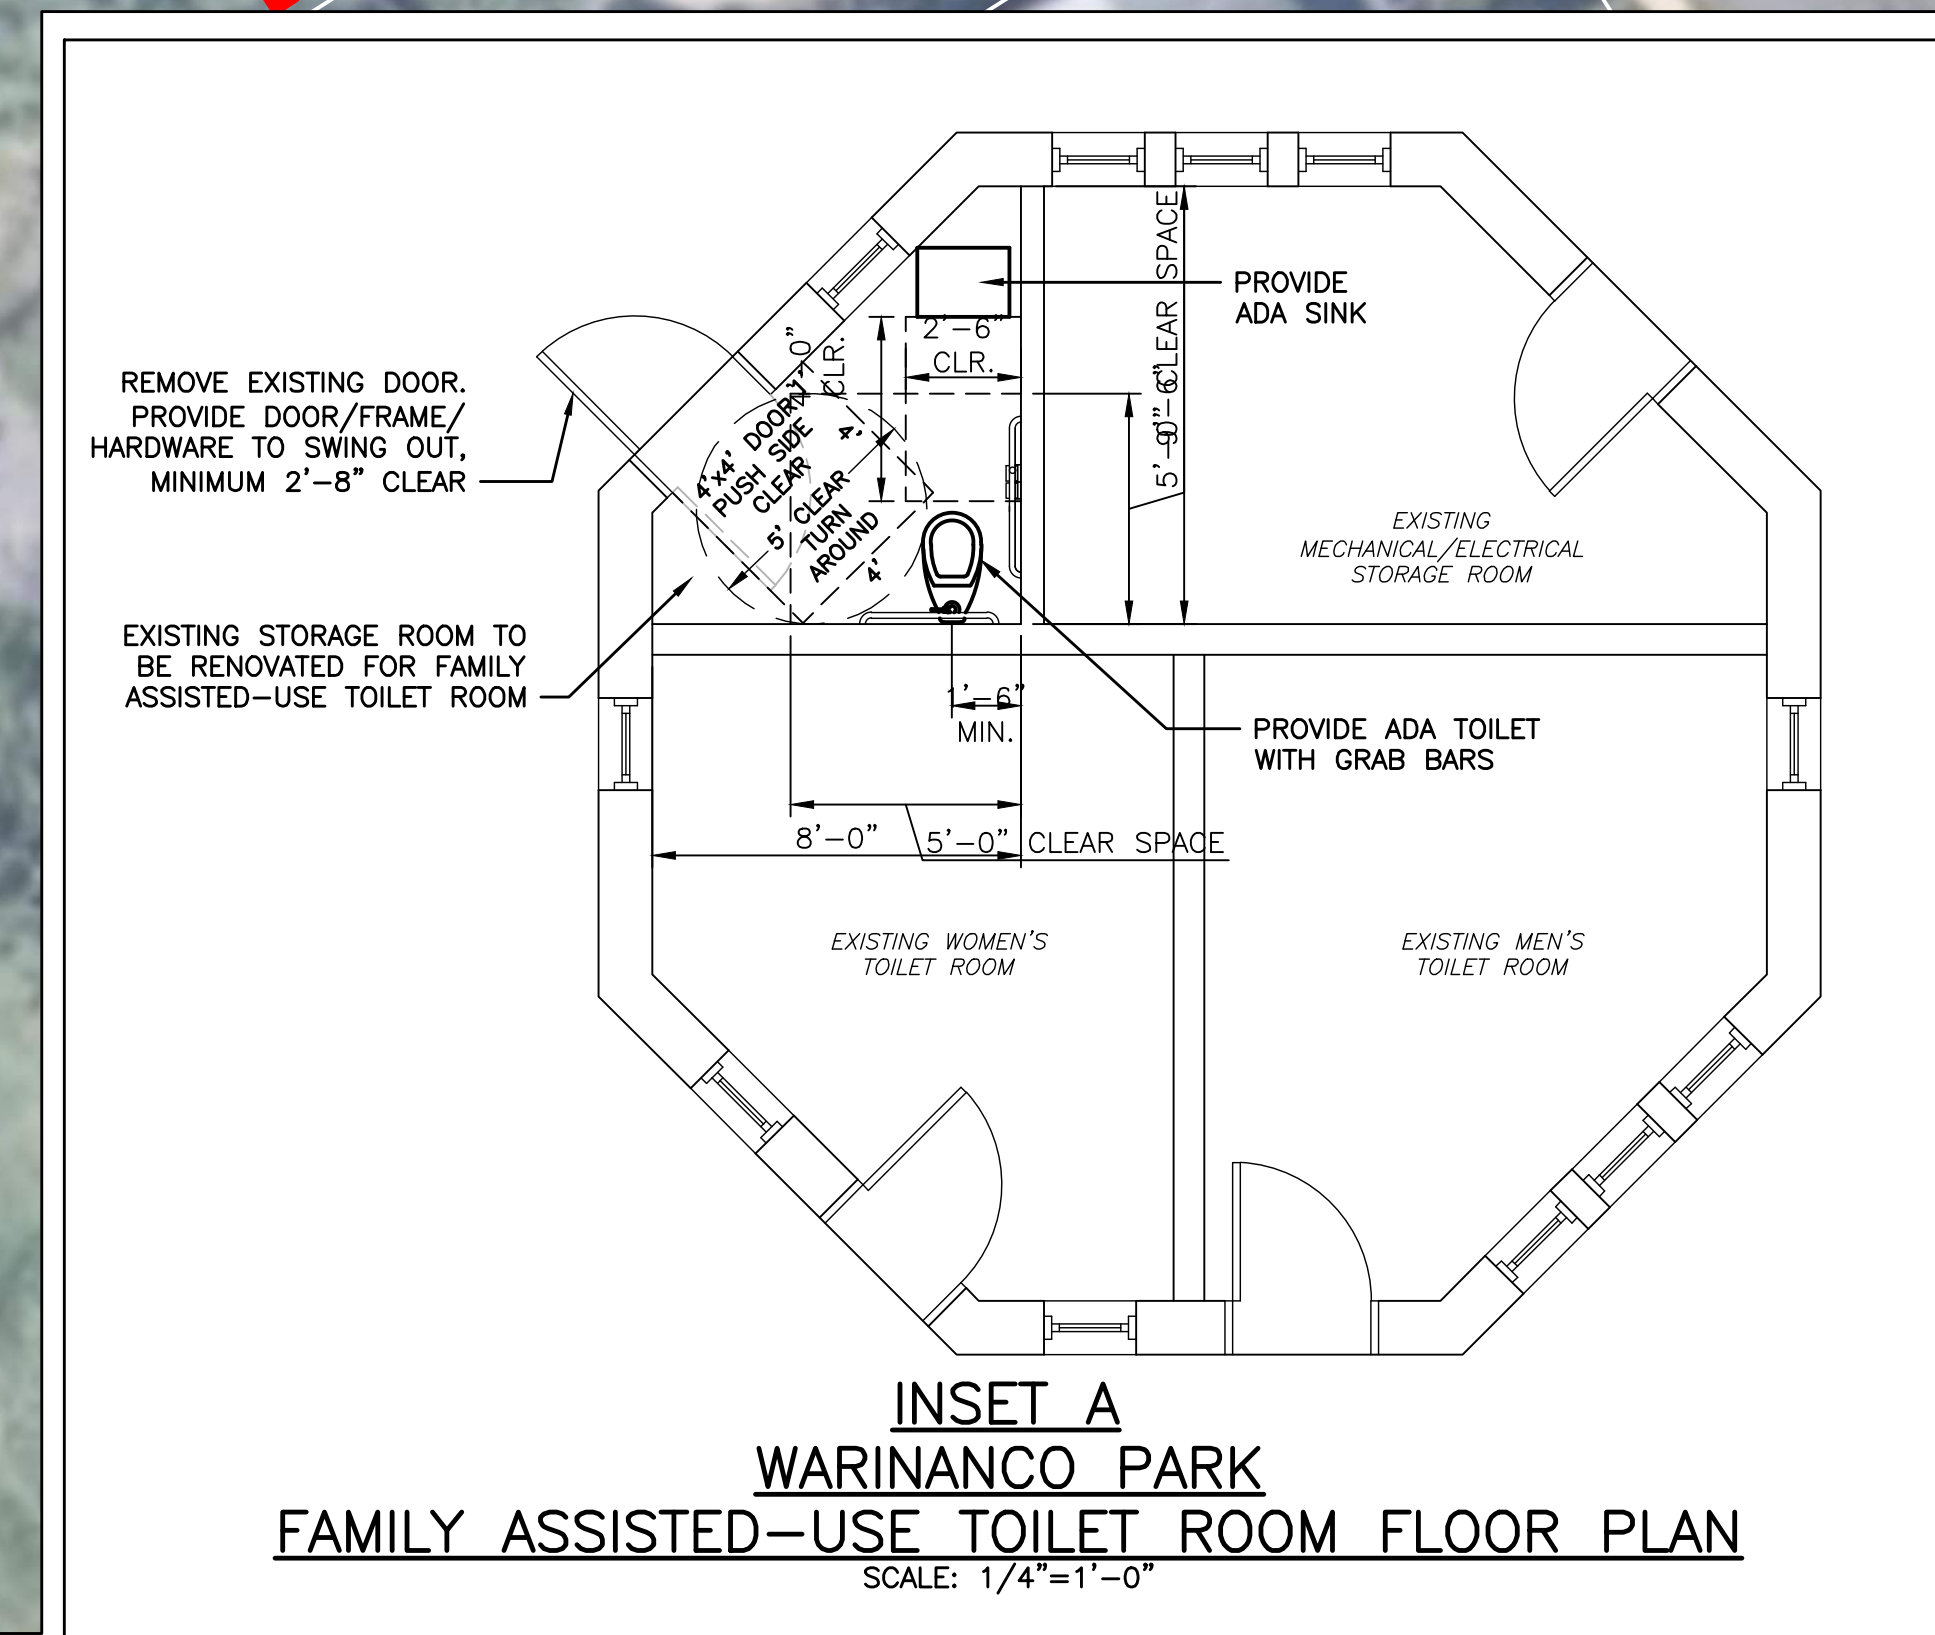 PROVIDE
ADA SINK
REMOVE EXISTING DOOR.
PROVIDE DOOR/FRAME/
HARDWARE TO SWING OUT,
MINIMUM 2'-8" CLEAR
2'-6"
CLR.
CLR.
CLEAR SPACE
CLEAR SPACE
4'x4' DOOR
PUSH SIDE
CLEAR
4'
4'
5' CLEAR
TURN
AROUND
EXISTING
MECHANICAL/ELECTRICAL
STORAGE ROOM
EXISTING STORAGE ROOM TO
BE RENOVATED FOR FAMILY
ASSISTED-USE TOILET ROOM
1'-6"
MIN.
PROVIDE ADA TOILET
WITH GRAB BARS
8'-0"
5'-0" CLEAR SPACE
EXISTING WOMEN'S
TOILET ROOM
EXISTING MEN'S
TOILET ROOM
INSET A
WARINANCO PARK
FAMILY ASSISTED-USE TOILET ROOM FLOOR PLAN
SCALE: 1/4"=1'-0"